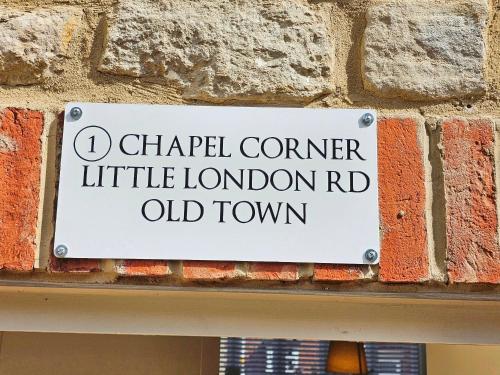 1 CHAPEL CORNER
LITTLE LONDON RD
OLD TOWN